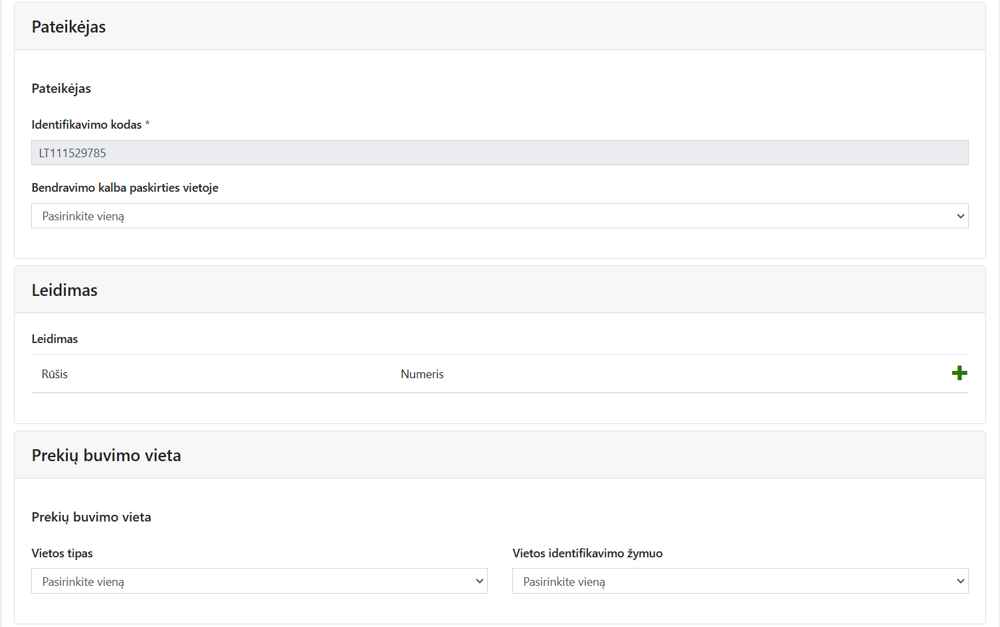 Pateikėjas
Pateikėjas
Identifikavimo kodas *
LT111529785
Bendravimo kalba paskirties vietoje
Pasirinkite vieną
Leidimas
Leidimas
Rūšis Numeris
Prekių buvimo vieta
Prekių buvimo vieta
Vietos tipas Vietos identifikavimo žymuo
Pasirinkite vieną Pasirinkite vieną